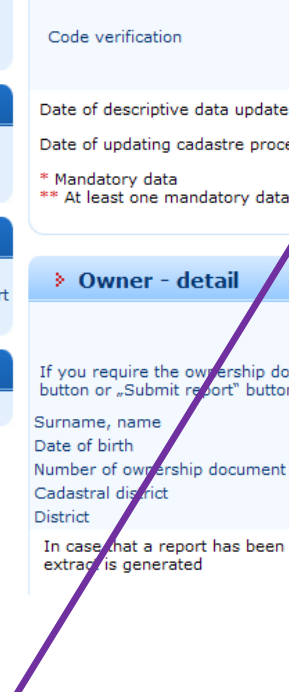 Code verification
Date of descriptive data update
Date of updating cadastre proce
* Mandatory data
** At least one mandatory data
Owner - detail
rt
If you require the ownership do
button or „Submit report" button
Surname, name
Date of birth
Number of ownership document
Cadastral district
District
In case that a report has been
extract is generated